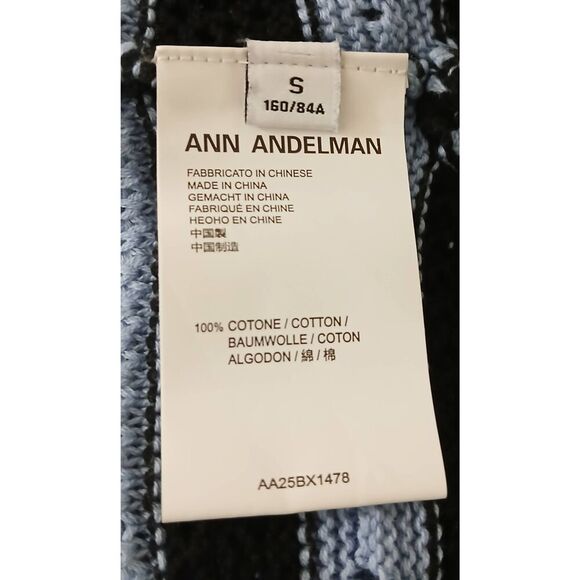 S
160/84A
ANN ANDELMAN
FABBRICATO IN CHINESE
MADE IN CHINA
GEMACHT IN CHINA
FABRIQUÉ EN CHINE
HEOHO EN CHINE
中国製
中国制造
100% COTONE / COTTON /
BAUMWOLLE / COTON
ALGODON / 綿 / 棉
AA25BX1478